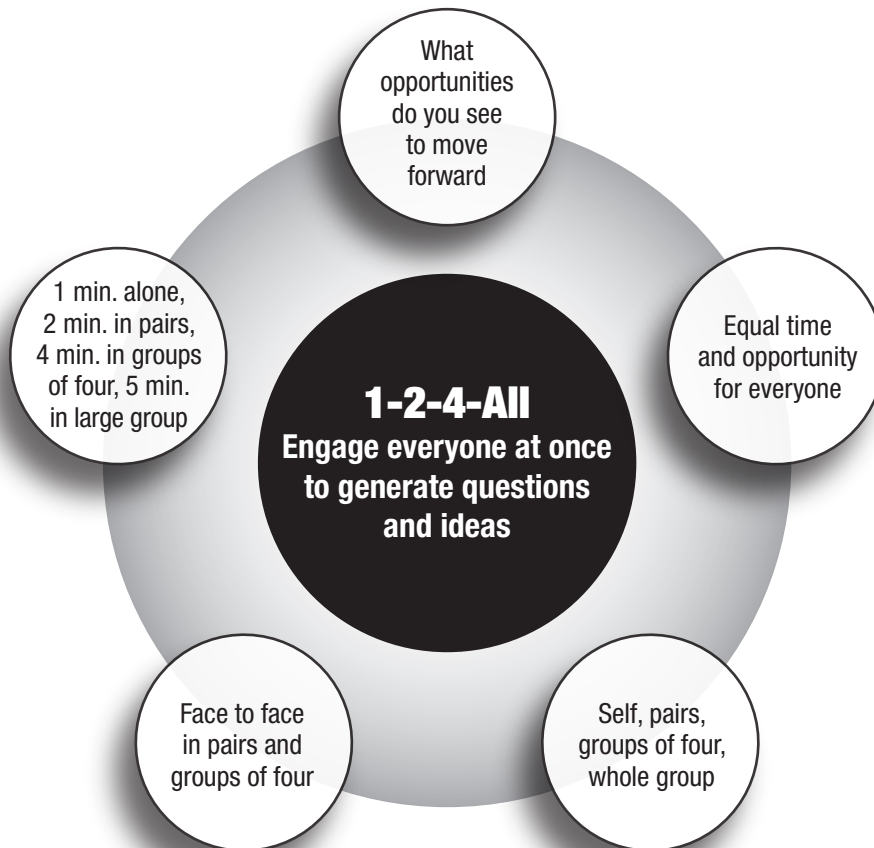 What
opportunities
do you see
to move
forward
1 min. alone,
2 min. in pairs,
4 min. in groups
of four, 5 min.
in large group
Equal time
and opportunity
for everyone
1-2-4-All
Engage everyone at once
to generate questions
and ideas
Face to face
in pairs and
groups of four
Self, pairs,
groups of four,
whole group